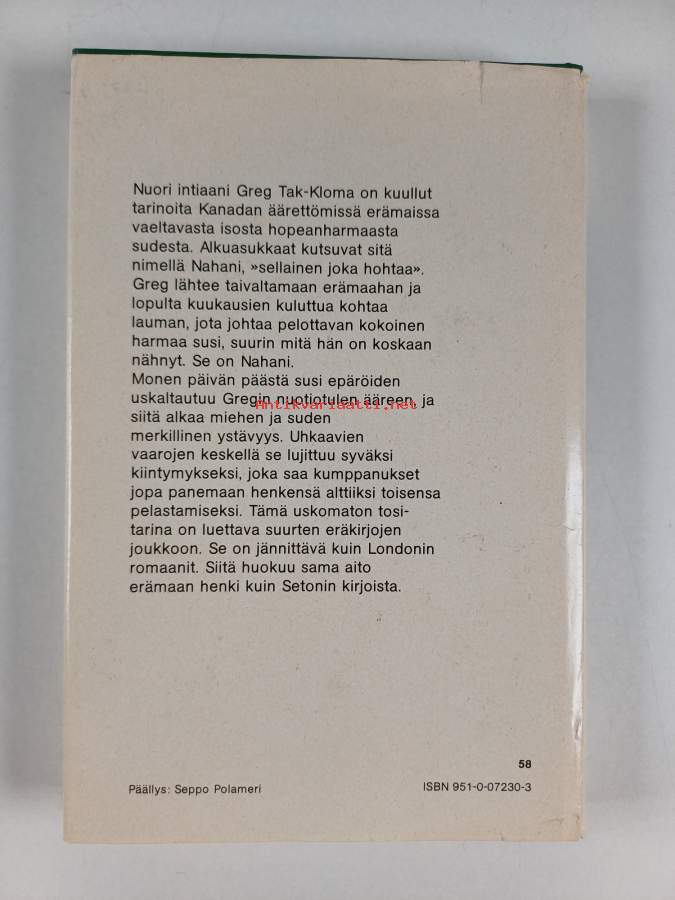 Nuori intiaani Greg Tak-Kloma on kuullut
tarinoita Kanadan äärettömissä erämaissa
vaeltavasta isosta hopeanharmaasta
sudesta. Alkuasukkaat kutsuvat sitä
nimellä Nahani, »sellainen joka hohtaa».
Greg lähtee taivaltamaan erämaahan ja
lopulta kuukausien kuluttua kohtaa
lauman, jota johtaa pelottavan kokoinen
harmaa susi, suurin mitä hän on koskaan
nähnyt. Se on Nahani.
Monen päivän päästä susi epäröiden
uskaltautuu Gregin nuotiotulen ääreen, ja
Antikvariaatti.net
siitä alkaa miehen ja suden
merkillinen ystävyys. Uhkaavien
vaarojen keskellä se lujittuu syväksi
kiintymykseksi, joka saa kumppanukset
jopa panemaan henkensä alttiiksi toisensa
pelastamiseksi. Tämä uskomaton tosi-
tarina on luettava suurten eräkirjojen
joukkoon. Se on jännittävä kuin Londonin
romaanit. Siitä huokuu sama aito
erämaan henki kuin Setonin kirjoista.
58
Päällys: Seppo Polameri
ISBN 951-0-07230-3